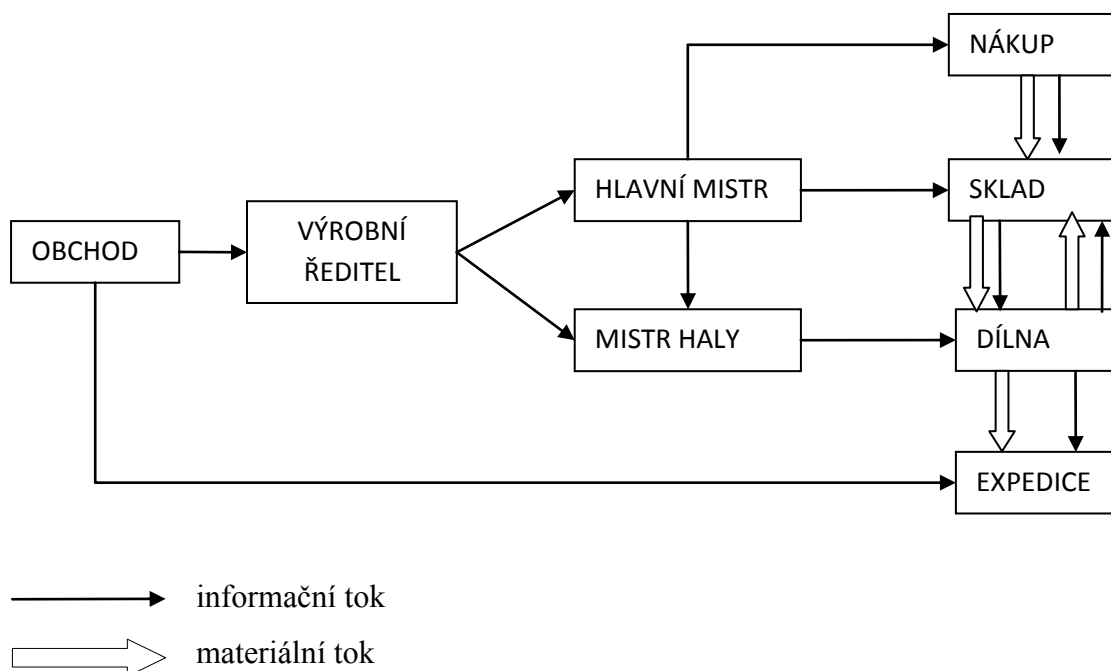 NÁKUP
HLAVNÍ MISTR
SKLAD
OBCHOD
VÝROBNÍ
ŘEDITEL
MISTR HALY
DÍLNA
EXPEDICE
informační tok
materiální tok